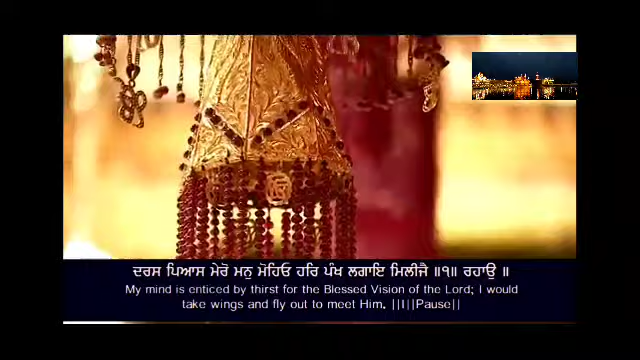 ੴ
ਦਰਸ ਪਿਆਸ ਮੇਰੋ ਮਨੁ ਮੋਹਿਓ ਹਰਿ ਪੰਖ ਲਗਾਇ ਮਿਲੀਜੈ ॥੧॥ ਰਹਾਉ ॥
My mind is enticed by thirst for the Blessed Vision of the Lord; I would
take wings and fly out to meet Him. ||1||Pause||